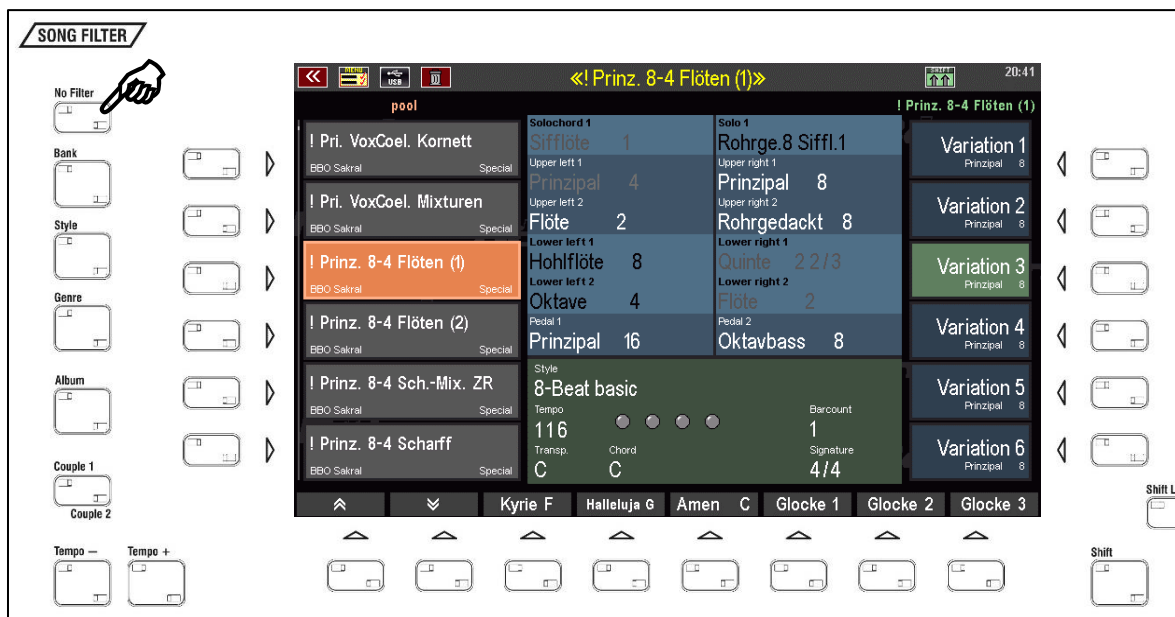 SONG FILTER
No Filter
Bank
Style
Genre
Album
Couple 1
Couple 2
Tempo —
Tempo +
MENU
USB
«! Prinz. 8-4 Flöten (1)»
SHIFT
20:41
pool
! Prinz. 8-4 Flöten (1)
! Pri. VoxCoel. Kornett
BBO Sakral Special
! Pri. VoxCoel. Mixturen
BBO Sakral Special
! Prinz. 8-4 Flöten (1)
BBO Sakral Special
! Prinz. 8-4 Flöten (2)
BBO Sakral Special
! Prinz. 8-4 Sch.-Mix. ZR
BBO Sakral Special
! Prinz. 8-4 Scharff
BBO Sakral Special
Solochord 1
Sifflöte 1
Solo 1
Rohrge.8 Siffl.1
Upper left 1
Prinzipal 4
Upper right 1
Prinzipal 8
Upper left 2
Flöte 2
Upper right 2
Rohrgedackt 8
Lower left 1
Hohlflöte 8
Lower right 1
Quinte 2 2/3
Lower left 2
Oktave 4
Lower right 2
Flöte 2
Pedal 1
Prinzipal 16
Pedal 2
Oktavbass 8
Style
8-Beat basic
Tempo
116
Barcount
1
Transp.
C
Chord
C
Signature
4/4
Variation 1
Prinzipal 8
Variation 2
Prinzipal 8
Variation 3
Prinzipal 8
Variation 4
Prinzipal 8
Variation 5
Prinzipal 8
Variation 6
Prinzipal 8
Kyrie F
Halleluja G
Amen C
Glocke 1
Glocke 2
Glocke 3
Shift L
Shift